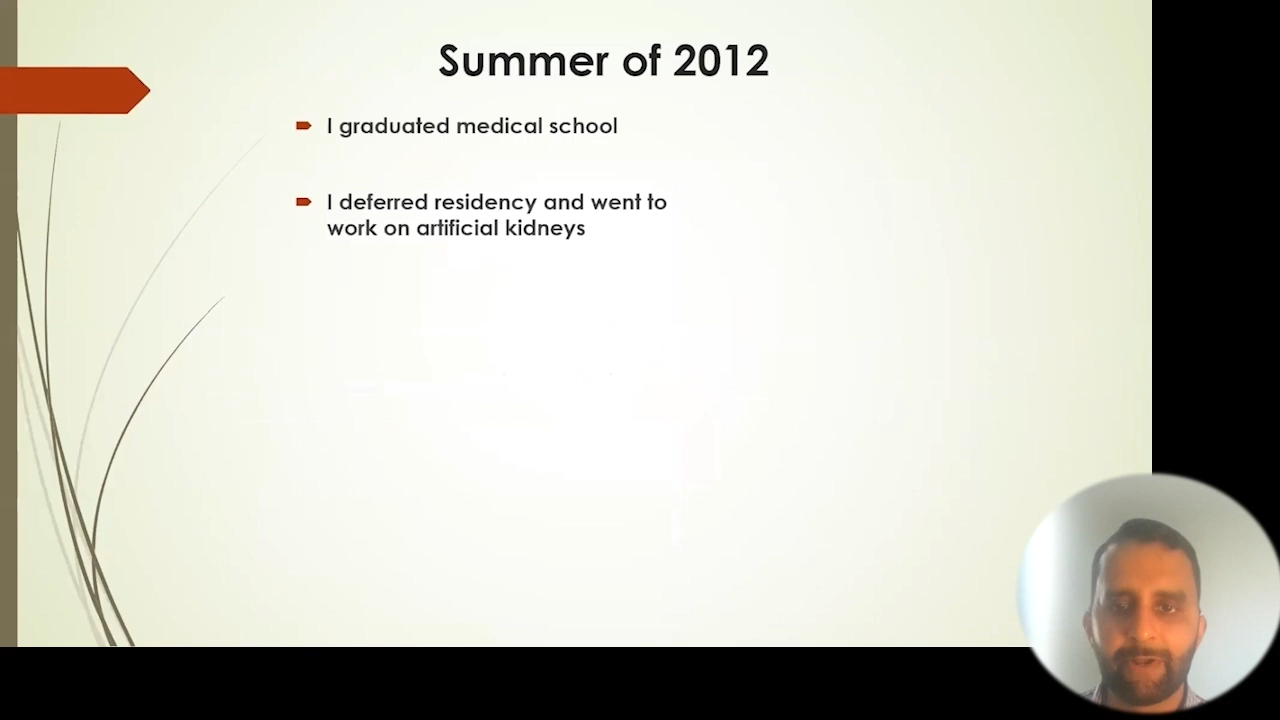 Summer of 2012
I graduated medical school
I deferred residency and went to
work on artificial kidneys